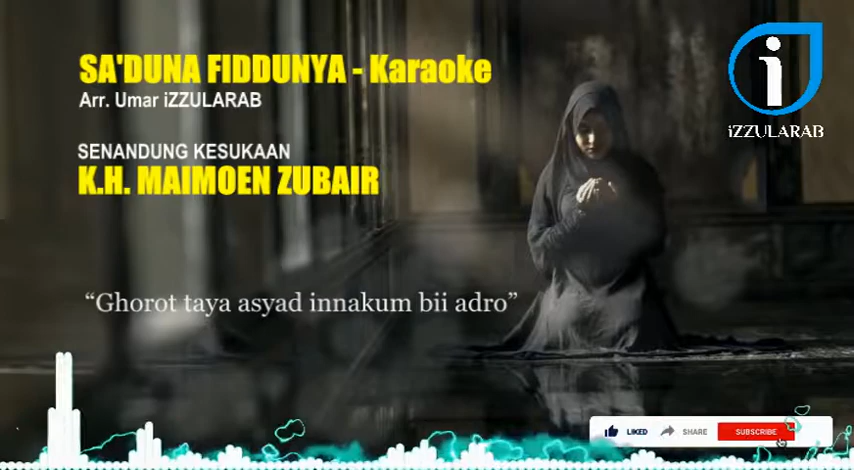 SA'DUNA FIDDUNYA - Karaoke
Arr. Umar iZZULARAB
SENANDUNG KESUKAAN
K.H. MAIMOEN ZUBAIR
iZZULARAB
“Ghorot taya asyad innakum bii adro”
LIKED SHARE SUBSCRIBE